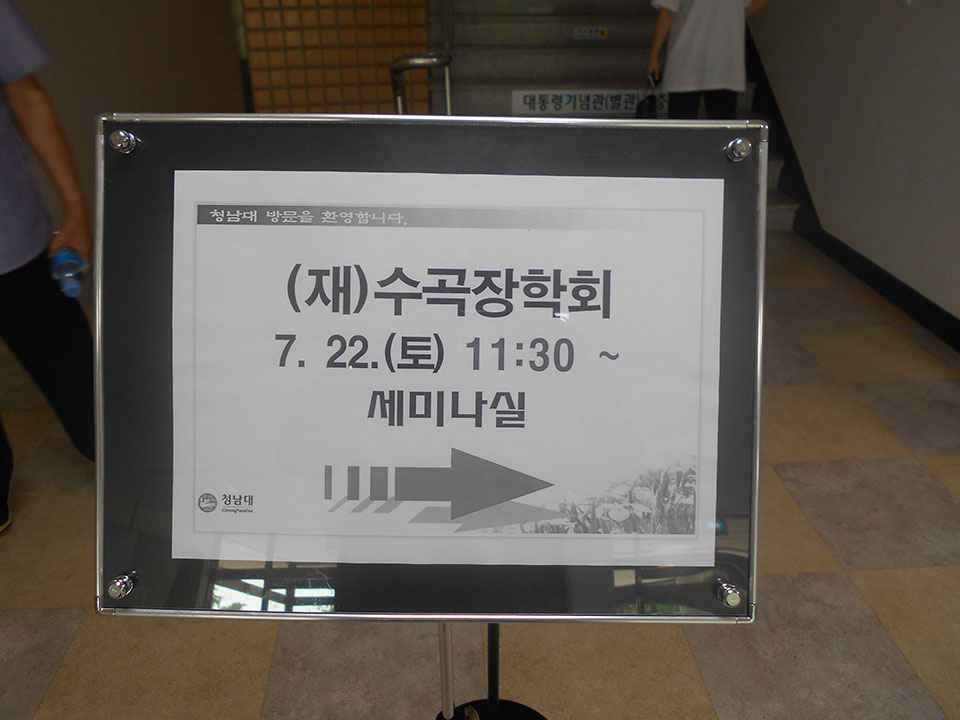 대통령기념관(별관)
청남대 방문을 환영합니다.
(재)수곡장학회
7. 22.(토) 11:30 ~
세미나실
청남대
CheongNamDae